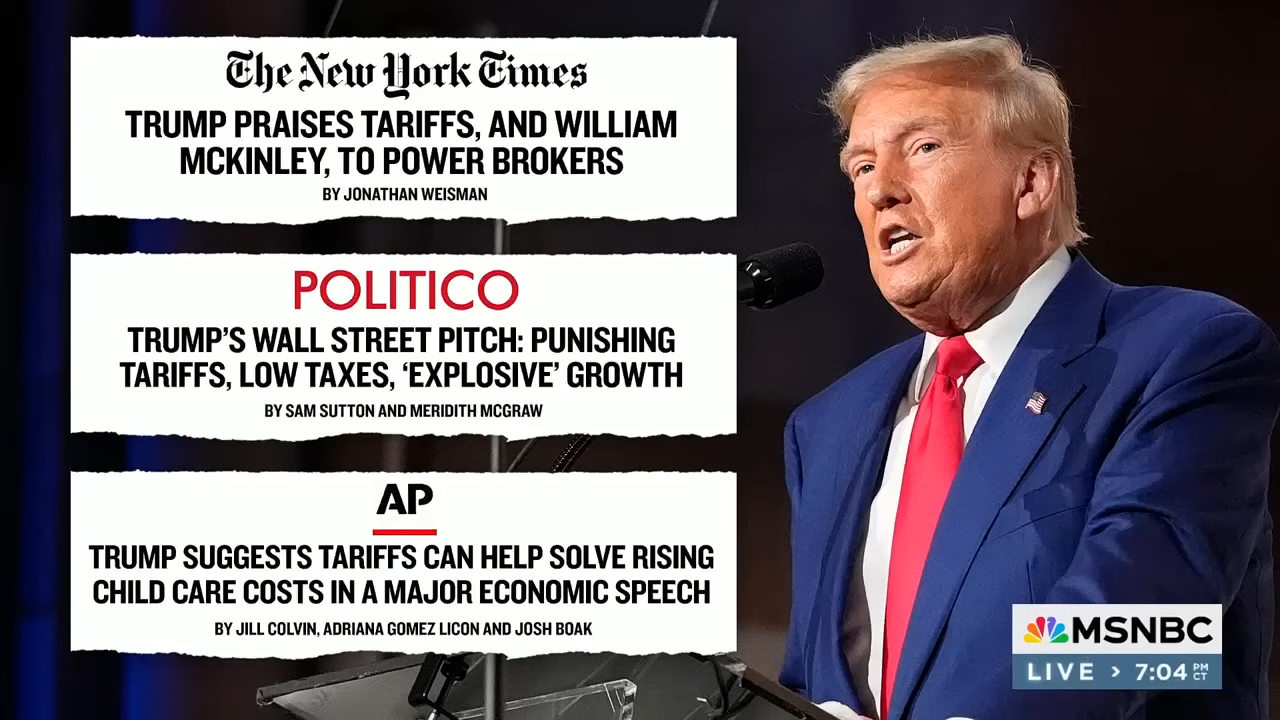 The New York Times
TRUMP PRAISES TARIFFS, AND WILLIAM
MCKINLEY, TO POWER BROKERS
BY JONATHAN WEISMAN
POLITICO
TRUMP'S WALL STREET PITCH: PUNISHING
TARIFFS, LOW TAXES, ‘EXPLOSIVE’ GROWTH
BY SAM SUTTON AND MERIDITH MCGRAW
AP
TRUMP SUGGESTS TARIFFS CAN HELP SOLVE RISING
CHILD CARE COSTS IN A MAJOR ECONOMIC SPEECH
BY JILL COLVIN, ADRIANA GOMEZ LICON AND JOSH BOAK
MSNBC
LIVE > 7:04 PM CT